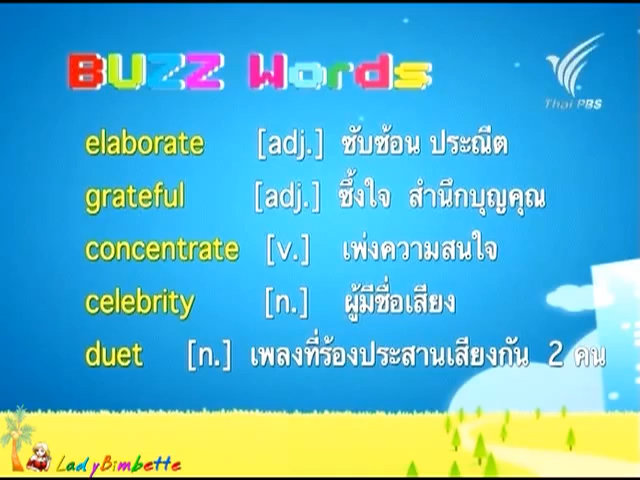 BUZZ Words
Thai PBS
elaborate [adj.] ซับซ้อน ประณีต
grateful [adj.] ซึ้งใจ สำนึกบุญคุณ
concentrate [v.] เพ่งความสนใจ
celebrity [n.] ผู้มีชื่อเสียง
duet [n.] เพลงที่ร้องประสานเสียงกัน 2 คน
LadyBimbette